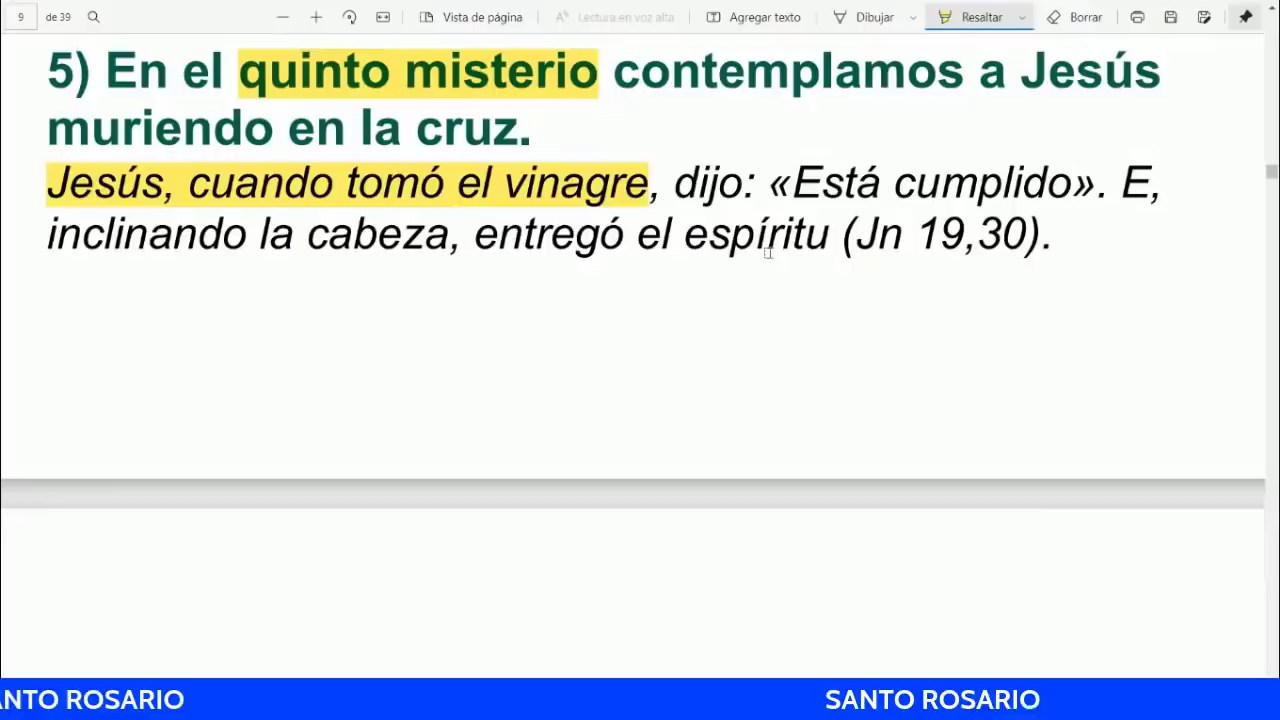 9 de 39 Vista de página Lectura en voz alta Agregar texto Dibujar Resaltar Borrar
5) En el quinto misterio contemplamos a Jesús
muriendo en la cruz.
Jesús, cuando tomó el vinagre, dijo: «Está cumplido». E,
inclinando la cabeza, entregó el espíritu (Jn 19,30).
ANTO ROSARIO SANTO ROSARIO